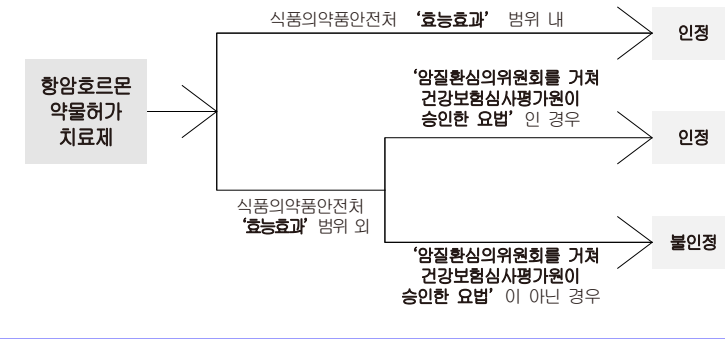 식품의약품안전처 ‘효능효과’ 범위 내
인정
항암호르몬
약물허가
치료제
‘암질환심의위원회를 거쳐
건강보험심사평가원이
승인한 요법’ 인 경우
인정
식품의약품안전처
‘효능효과’ 범위 외
불인정
‘암질환심의위원회를 거쳐
건강보험심사평가원이
승인한 요법’ 이 아닌 경우